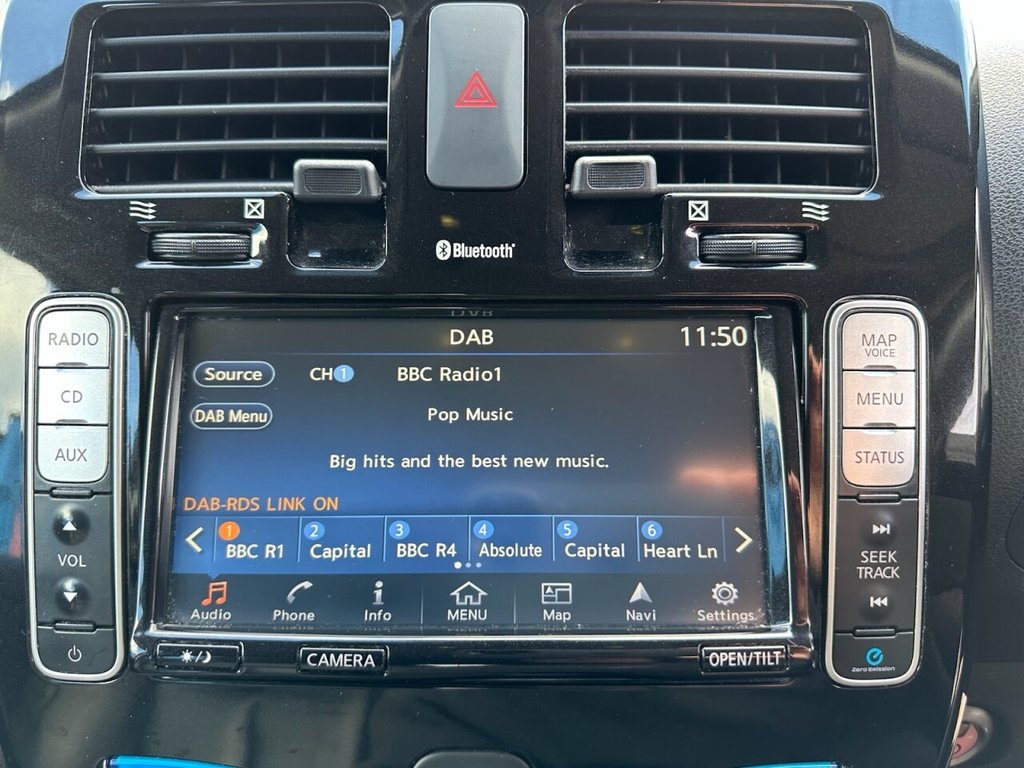 Bluetooth
DAB
11:50
RADIO
CD
AUX
VOL
Source
CH 1
BBC Radio1
DAB Menu
Pop Music
Big hits and the best new music.
DAB-RDS LINK ON
1 BBC R1
2 Capital
3 BBC R4
4 Absolute
5 Capital
6 Heart Ln
Audio
Phone
Info
MENU
Map
Navi
Settings
CAMERA
OPEN/TILT
MAP
VOICE
MENU
STATUS
SEEK
TRACK
Zero Emission